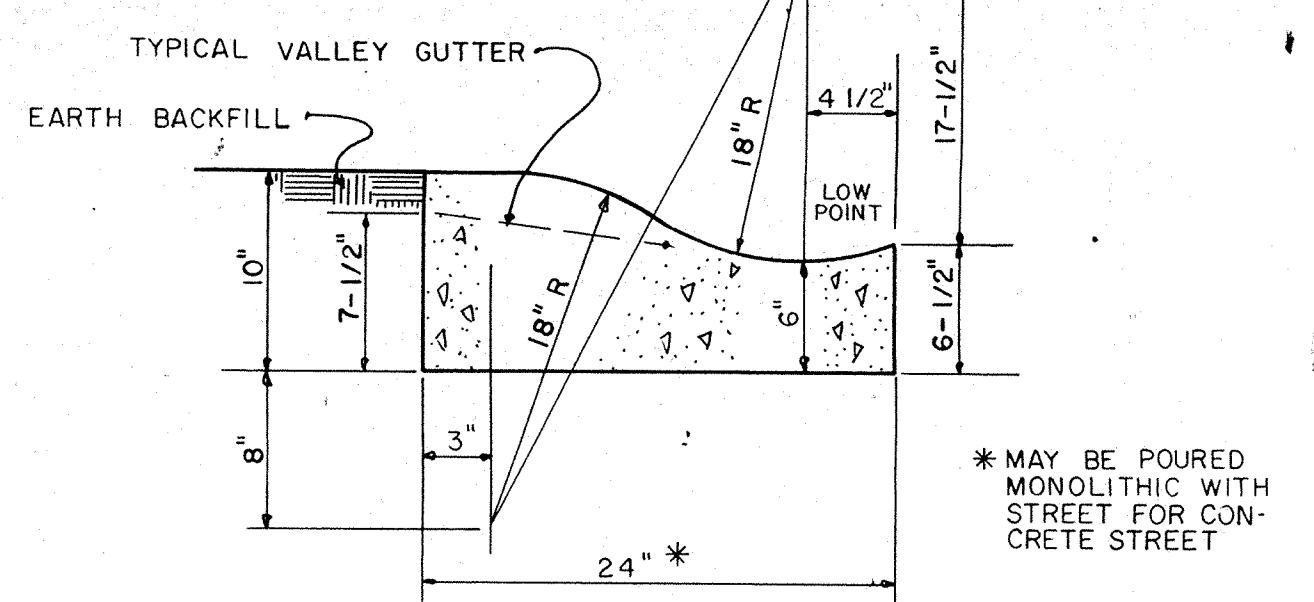 TYPICAL VALLEY GUTTER
EARTH BACKFILL
18" R
4 1/2"
17-1/2"
LOW
POINT
10"
7-1/2"
18" R
6"
6-1/2"
8"
3"
24" *
* MAY BE POURED
MONOLITHIC WITH
STREET FOR CON-
CRETE STREET